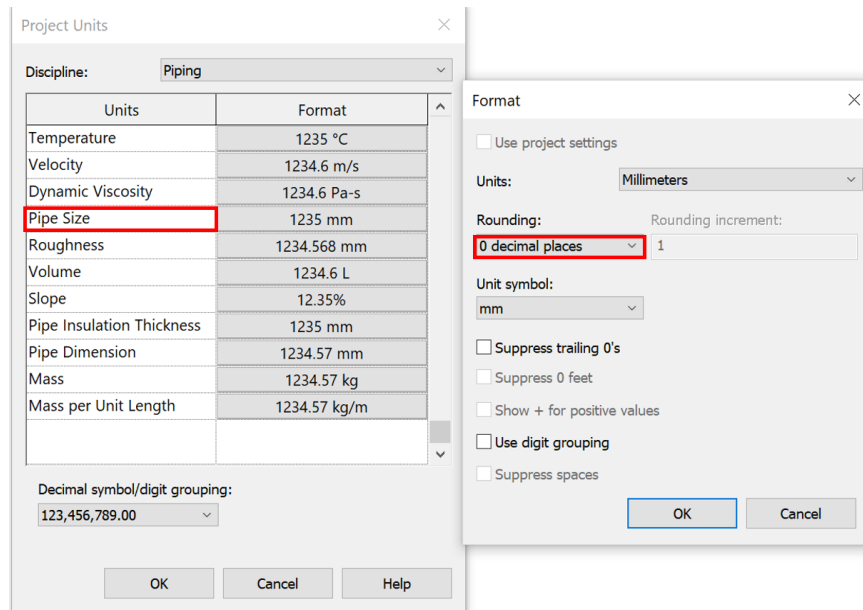 Project Units
Discipline: Piping
Units Format
Temperature 1235 °C
Velocity 1234.6 m/s
Dynamic Viscosity 1234.6 Pa-s
Pipe Size 1235 mm
Roughness 1234.568 mm
Volume 1234.6 L
Slope 12.35%
Pipe Insulation Thickness 1235 mm
Pipe Dimension 1234.57 mm
Mass 1234.57 kg
Mass per Unit Length 1234.57 kg/m
Decimal symbol/digit grouping:
123,456,789.00
OK Cancel Help
Format
Use project settings
Units: Millimeters
Rounding: Rounding increment:
0 decimal places 1
Unit symbol:
mm
Suppress trailing 0's
Suppress 0 feet
Show + for positive values
Use digit grouping
Suppress spaces
OK Cancel